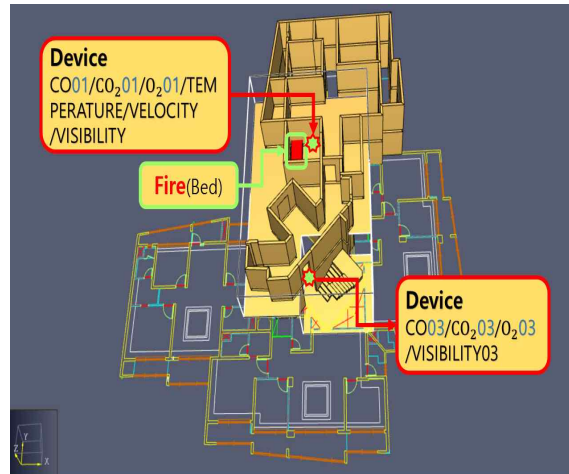 Device
CO01/CO₂01/O₂01/TEM
PERATURE/VELOCITY
/VISIBILITY
Fire(Bed)
Device
CO03/CO₂03/O₂03
/VISIBILITY03
Y
Z
X